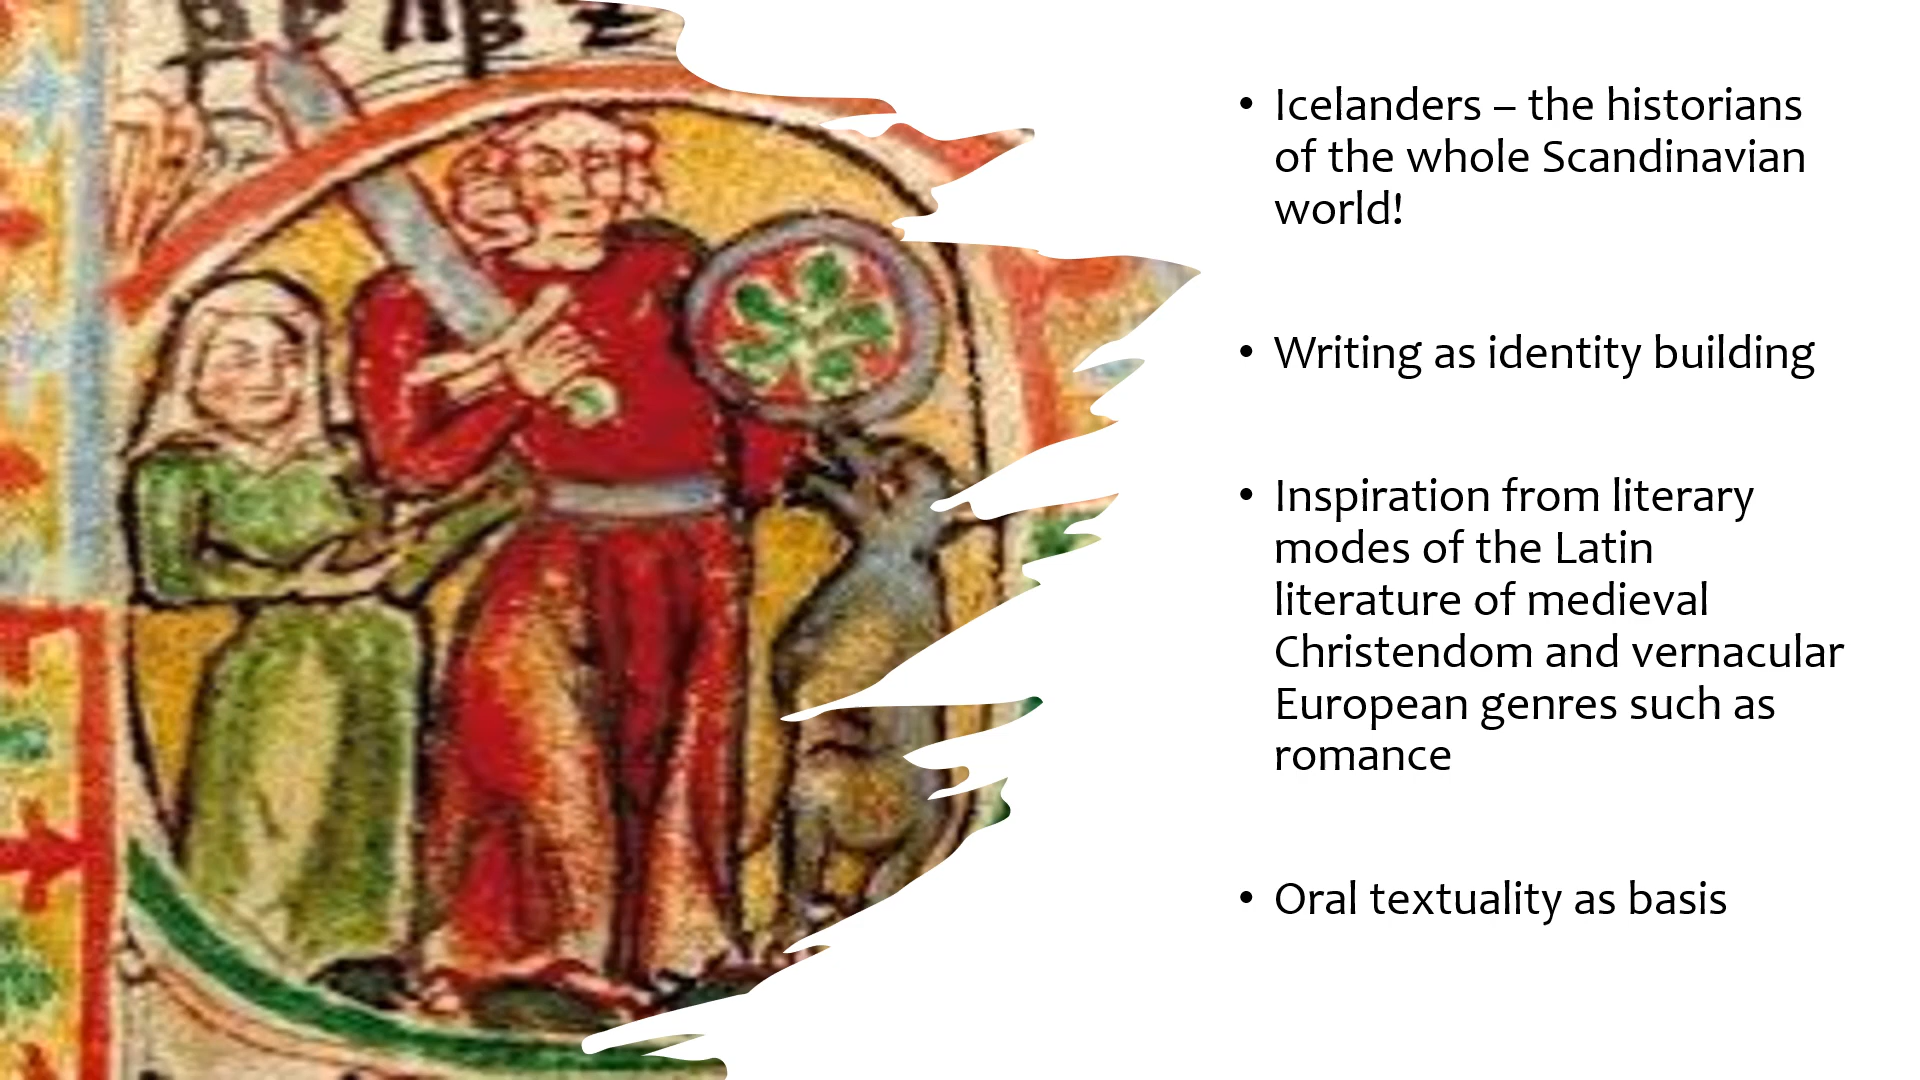 • Icelanders – the historians
of the whole Scandinavian
world!
• Writing as identity building
• Inspiration from literary
modes of the Latin
literature of medieval
Christendom and vernacular
European genres such as
romance
• Oral textuality as basis